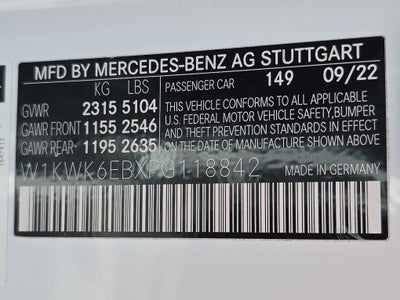 MFD BY MERCEDES-BENZ AG STUTTGART
KG LBS PASSENGER CAR 149 09/22
GVWR 2315 5104
GAWR FRONT 1155 2546
GAWR REAR 1195 2635
THIS VEHICLE CONFORMS TO ALL APPLICABLE
U.S. FEDERAL MOTOR VEHICLE SAFETY, BUMPER
AND THEFT PREVENTION STANDARDS IN EFFECT
ON THE DATE OF MANUFACTURE SHOWN ABOVE.
W1KWK6EBXPG118842
MADE IN GERMANY